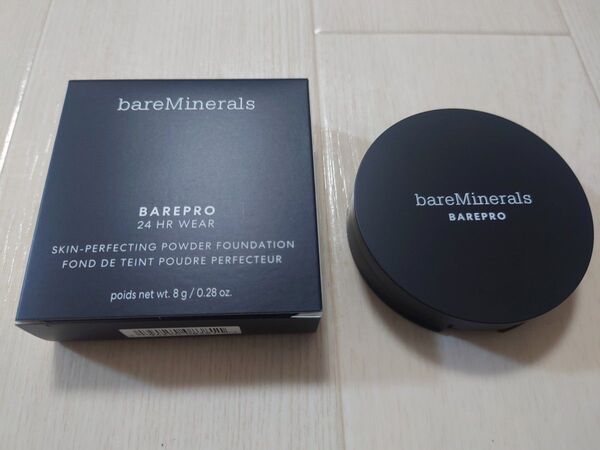 bareMinerals
BAREPRO
24 HR WEAR
SKIN-PERFECTING POWDER FOUNDATION
FOND DE TEINT POUDRE PERFECTEUR
poids net wt. 8 g / 0.28 oz.
bareMinerals
BAREPRO